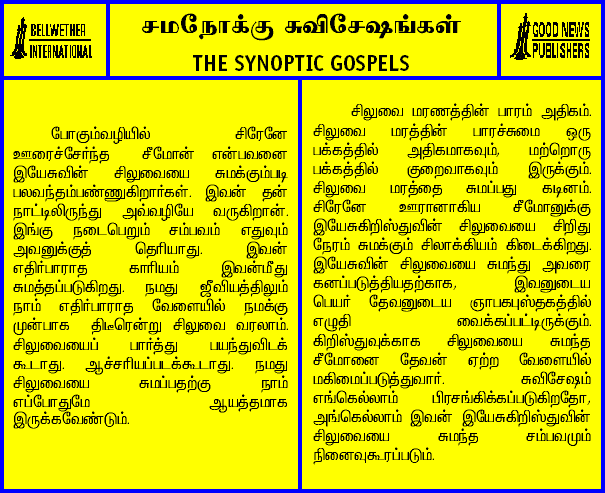 BELLWETHER
INTERNATIONAL
சமநோக்கு சுவிசேஷங்கள்
THE SYNOPTIC GOSPELS
GOOD NEWS
PUBLISHERS
போகும்வழியில் சிரேனே
ஊரைச்சேர்ந்த சீமோன் என்பவனை
இயேசுவின் சிலுவையை சுமக்கும்படி
பலவந்தம்பண்ணுகிறார்கள். இவன் தன்
நாட்டிலிருந்து அவ்வழியே வருகிறான்.
இங்கு நடைபெறும் சம்பவம் எதுவும்
அவனுக்குத் தெரியாது. இவன்
எதிர்பாராத காரியம் இவன்மீது
சுமத்தப்படுகிறது. நமது ஜீவியத்திலும்
நாம் எதிர்பாராத வேளையில் நமக்கு
முன்பாக திடீரென்று சிலுவை வரலாம்.
சிலுவையைப் பார்த்து பயந்துவிடக்
கூடாது. ஆச்சரியப்படக்கூடாது. நமது
சிலுவையை சுமப்பதற்கு நாம்
எப்போதுமே ஆயத்தமாக
இருக்கவேண்டும்.
சிலுவை மரணத்தின் பாரம் அதிகம்.
சிலுவை மரத்தின் பாரச்சுமை ஒரு
பக்கத்தில் அதிகமாகவும், மற்றொரு
பக்கத்தில் குறைவாகவும் இருக்கும்.
சிலுவை மரத்தை சுமப்பது கடினம்.
சிரேனே ஊரானாகிய சீமோனுக்கு
இயேசுகிறிஸ்துவின் சிலுவையை சிறிது
நேரம் சுமக்கும் சிலாக்கியம் கிடைக்கிறது.
இயேசுவின் சிலுவையை சுமந்து அவரை
கனப்படுத்தியதற்காக, இவனுடைய
பெயர் தேவனுடைய ஞாபகபுஸ்தகத்தில்
எழுதி வைக்கப்பட்டிருக்கும்.
கிறிஸ்துவுக்காக சிலுவையை சுமந்த
சீமோனை தேவன் ஏற்ற வேளையில்
மகிமைப்படுத்துவார். சுவிசேஷம்
எங்கெல்லாம் பிரசங்கிக்கப்படுகிறதோ,
அங்கெல்லாம் இவன் இயேசுகிறிஸ்துவின்
சிலுவையை சுமந்த சம்பவமும்
நினைவுகூரப்படும்.